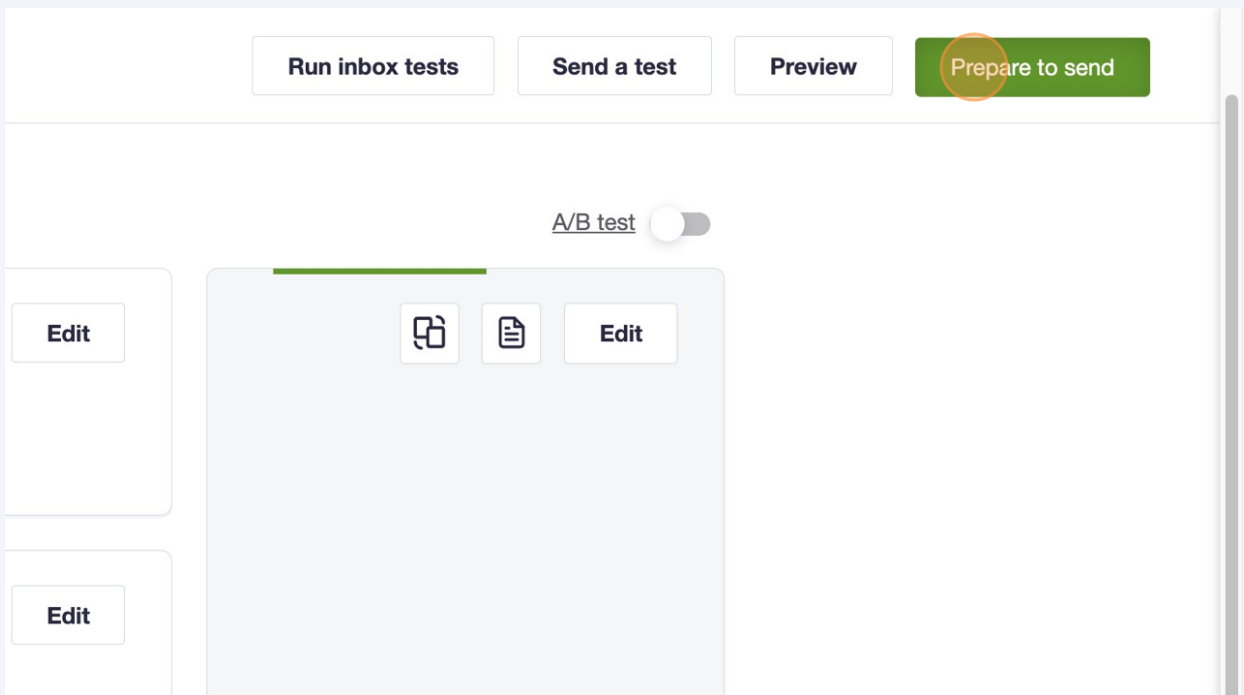 Run inbox tests
Send a test
Preview
Prepare to send
A/B test
Edit
Edit
Edit